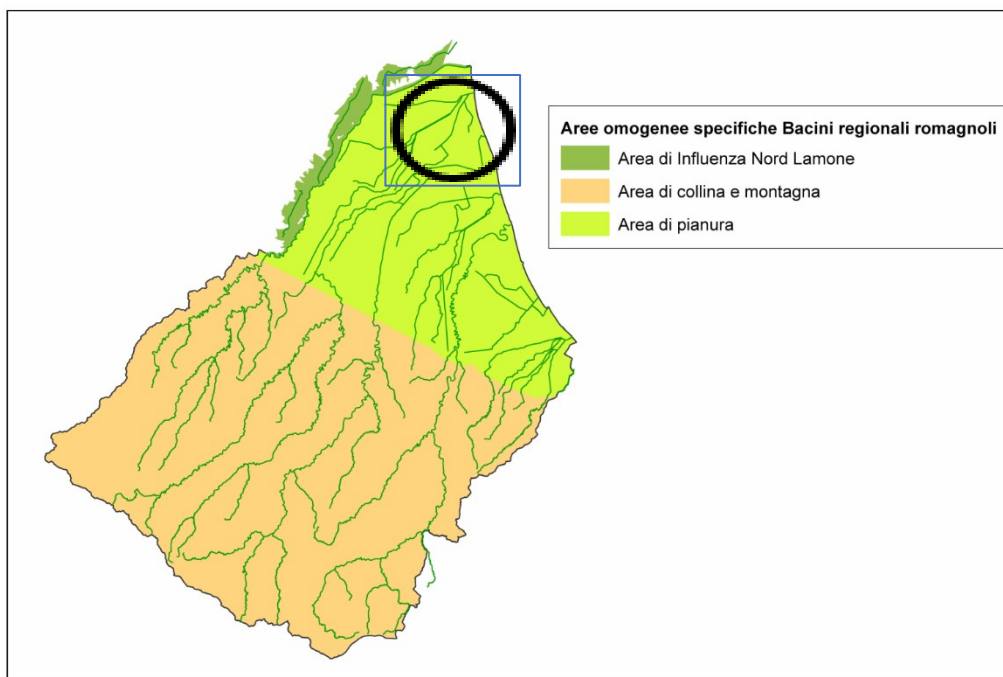 Aree omogenee specifiche Bacini regionali romagnoli
Area di Influenza Nord Lamone
Area di collina e montagna
Area di pianura